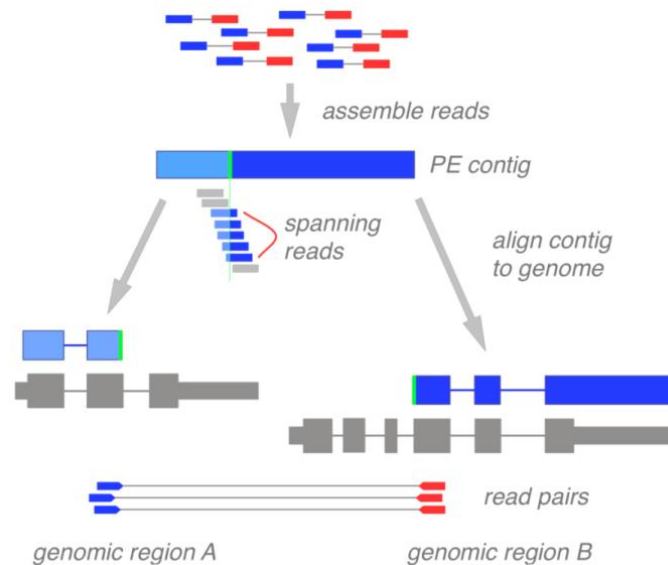 assemble reads
PE contig
spanning
reads
align contig
to genome
read pairs
genomic region A
genomic region B